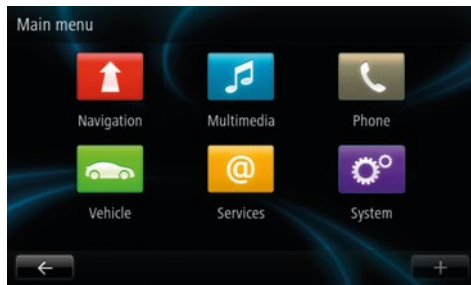 Main menu
Navigation Multimedia Phone
@
Vehicle Services System
+